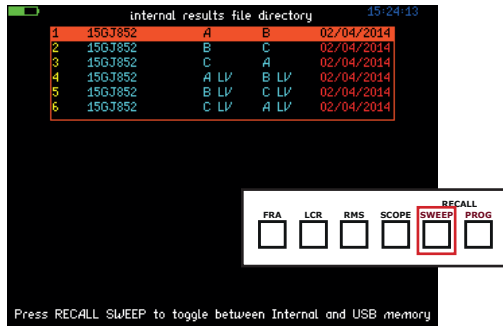 internal results file directory 15:24:13
1 15GJ852 A B 02/04/2014
2 15GJ852 B C 02/04/2014
3 15GJ852 C A 02/04/2014
4 15GJ852 A LV B LV 02/04/2014
5 15GJ852 B LV C LV 02/04/2014
6 15GJ852 C LV A LV 02/04/2014
RECALL
FRA LCR RMS SCOPE SWEEP PROG
Press RECALL SWEEP to toggle between Internal and USB memory